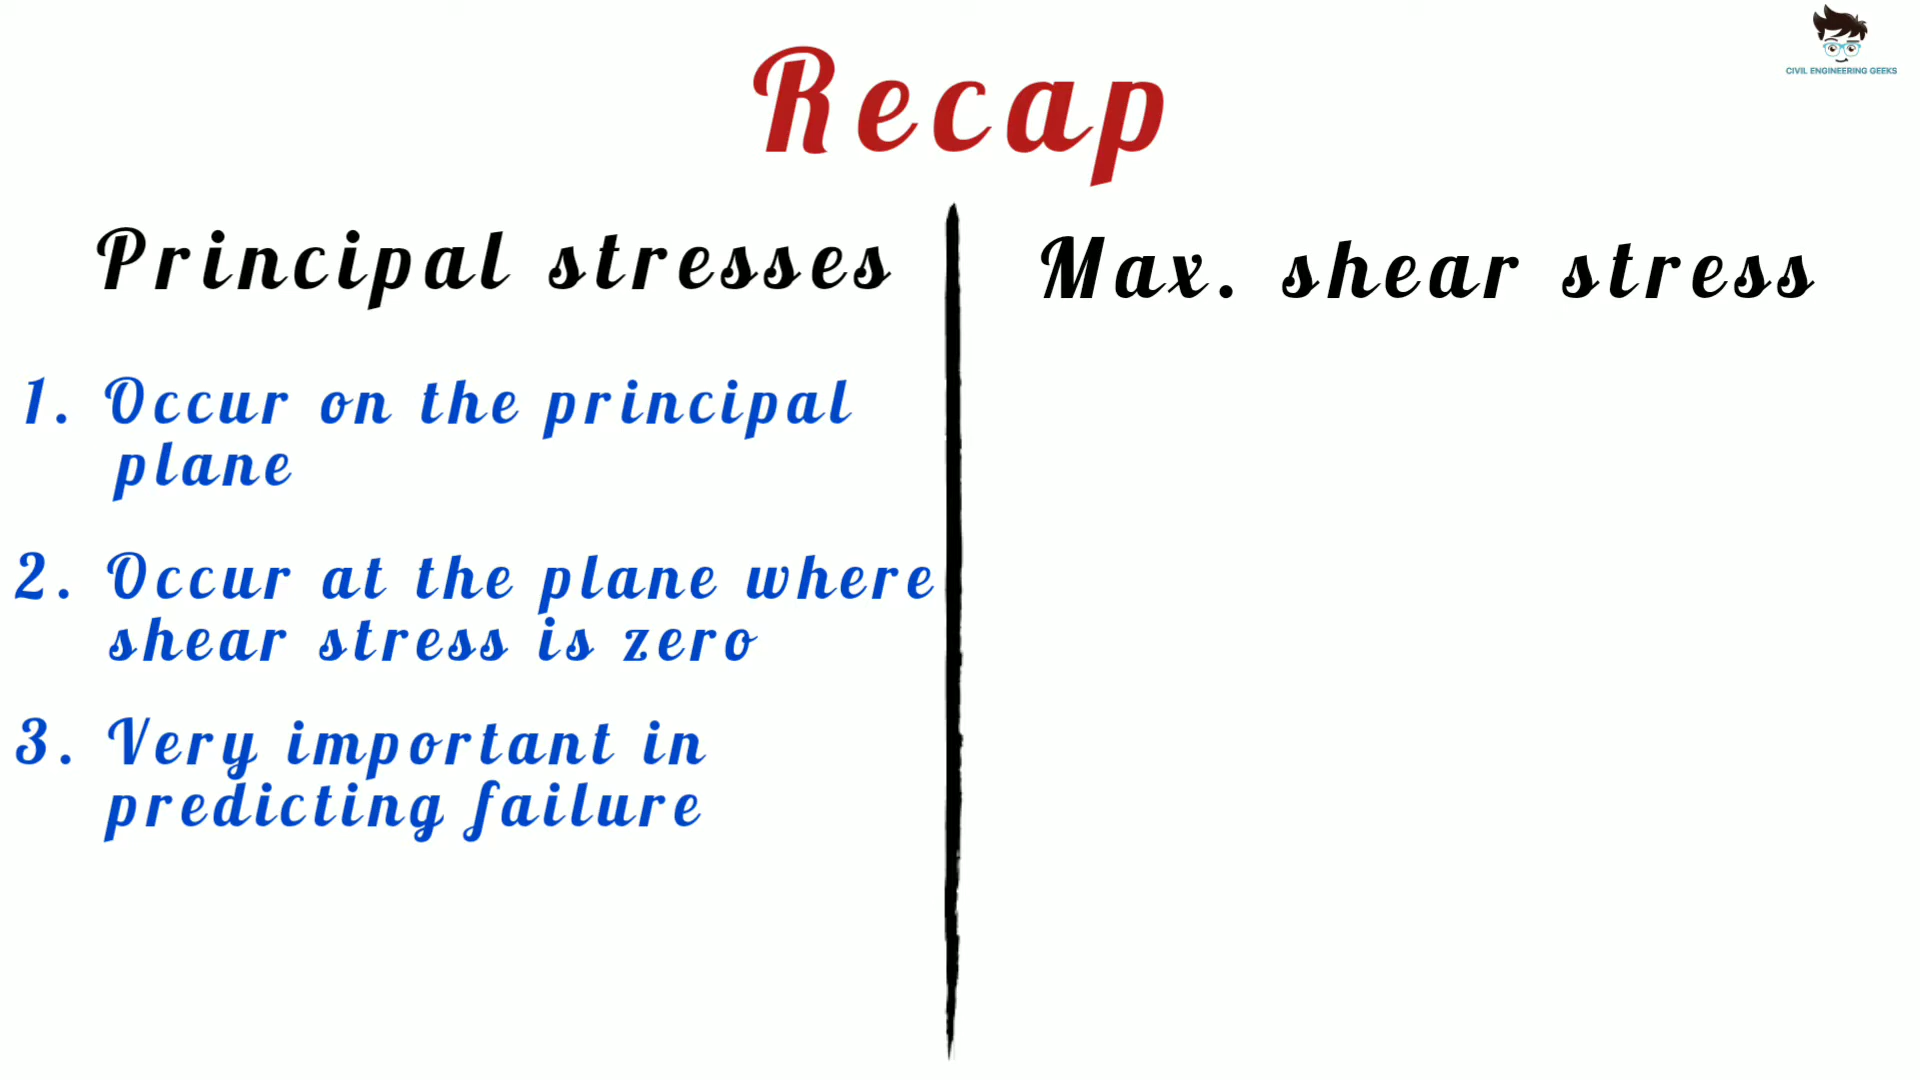 CIVIL ENGINEERING GEEKS
Recap
Principal stresses
1. Occur on the principal
plane
2. Occur at the plane where
shear stress is zero
3. Very important in
predicting failure
Max. shear stress